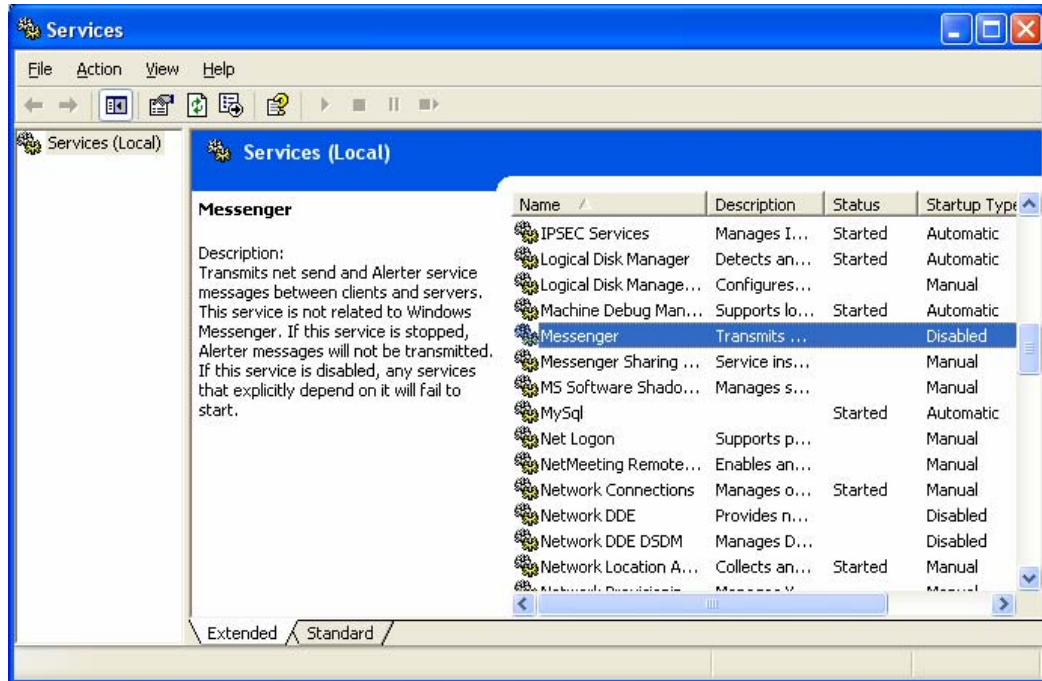 Services
File Action View Help
Services (Local)
Services (Local)
Messenger
Description:
Transmits net send and Alerter service
messages between clients and servers.
This service is not related to Windows
Messenger. If this service is stopped,
Alerter messages will not be transmitted.
If this service is disabled, any services
that explicitly depend on it will fail to
start.
Name Description Status Startup Type
IPSEC Services Manages I... Started Automatic
Logical Disk Manager Detects an... Started Automatic
Logical Disk Manage... Configures... Manual
Machine Debug Man... Supports lo... Started Automatic
Messenger Transmits ... Disabled
Messenger Sharing ... Service ins... Manual
MS Software Shado... Manages s... Manual
MySql Started Automatic
Net Logon Supports p... Manual
NetMeeting Remote... Enables an... Manual
Network Connections Manages o... Started Manual
Network DDE Provides n... Disabled
Network DDE DSDM Manages D... Disabled
Network Location A... Collects an... Started Manual
Extended Standard